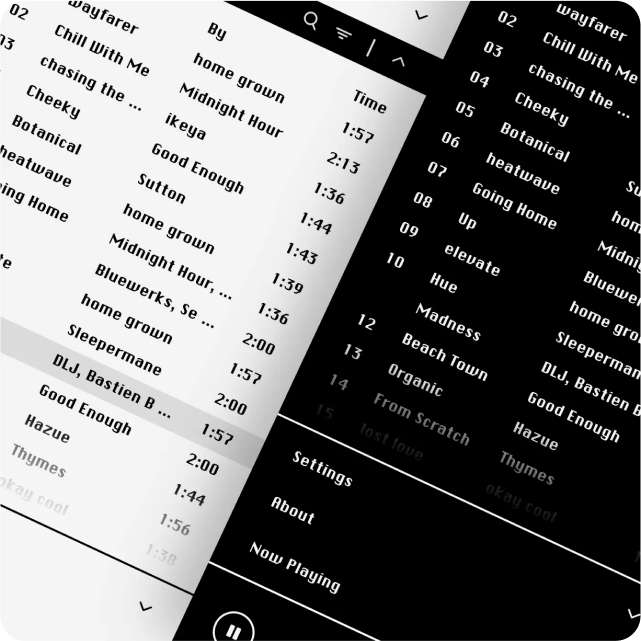 By Time
wayfarer home grown 1:57
02 Chill With Me Midnight Hour 2:13
03 chasing the ... ikeya 1:36
Cheeky Good Enough 1:44
Botanical Sutton 1:43
heatwave home grown 1:39
ing Home Midnight Hour, ... 1:36
Bluewerks, Se ... 2:00
te home grown 1:57
Sleepermane 2:00
DLJ, Bastien B ... 1:57
Good Enough 2:00
Hazue 1:44
Thymes 1:56
okay cool 1:38
wayfarer
02 Chill With Me
03 chasing the ...
04 Cheeky
05 Botanical Su
06 heatwave hom
07 Going Home Midni
08 Up Bluewe
09 elevate home gro
10 Hue Sleeperman
Madness DLJ, Bastien B
12 Beach Town Good Enough
13 Organic Hazue
14 From Scratch Thymes
15 lost love okay cool
Settings
About
Now Playing